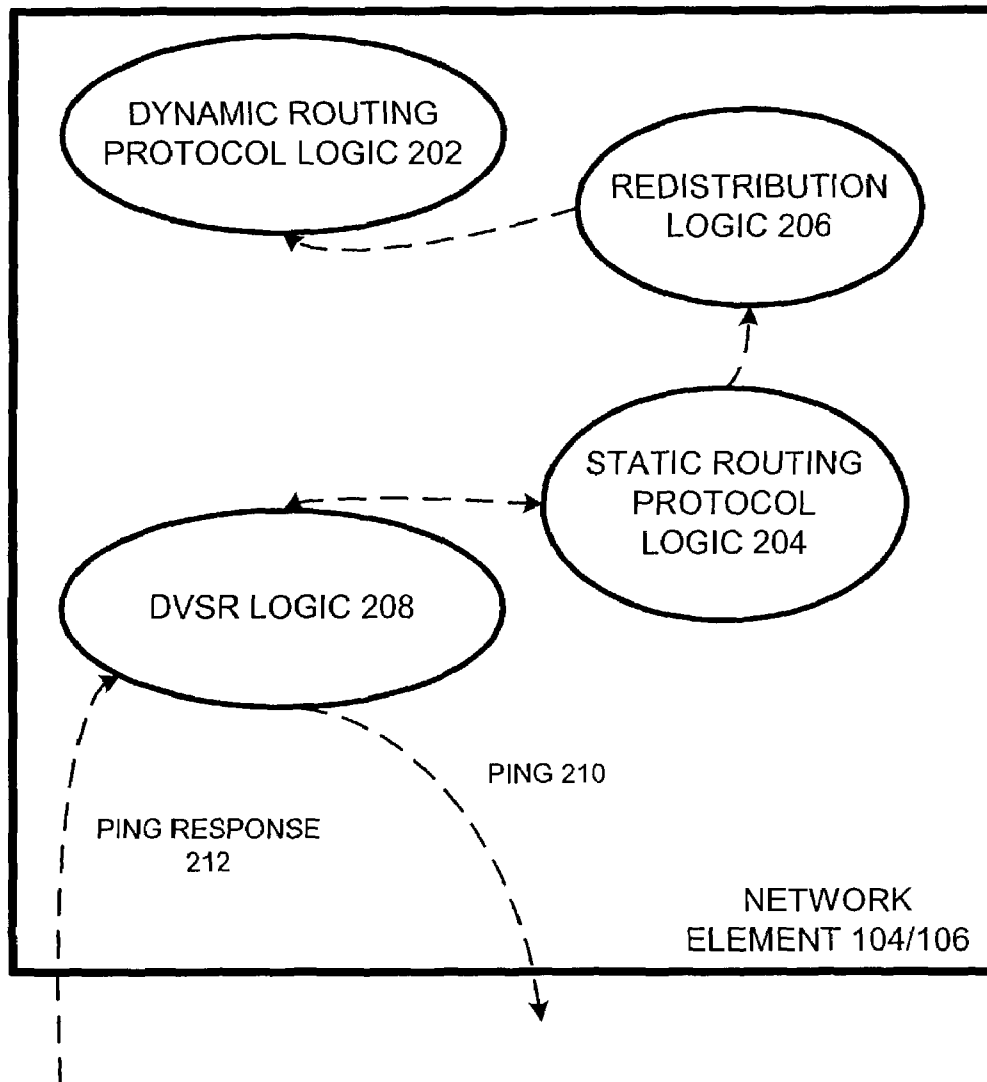 DYNAMIC ROUTING
PROTOCOL LOGIC 202
REDISTRIBUTION
LOGIC 206
STATIC ROUTING
PROTOCOL
LOGIC 204
DVSR LOGIC 208
PING 210
PING RESPONSE
212
NETWORK
ELEMENT 104/106